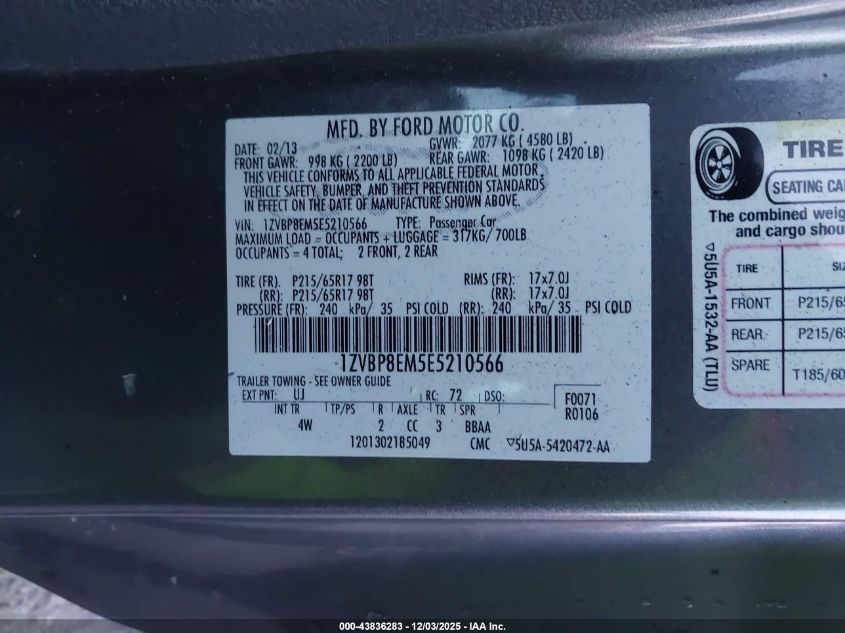 MFD. BY FORD MOTOR CO.
DATE: 02/13 GVWR: 2077 KG ( 4580 LB)
FRONT GAWR: 998 KG ( 2200 LB) REAR GAWR: 1098 KG ( 2420 LB)
THIS VEHICLE CONFORMS TO ALL APPLICABLE FEDERAL MOTOR
VEHICLE SAFETY, BUMPER, AND THEFT PREVENTION STANDARDS
IN EFFECT ON THE DATE OF MANUFACTURE SHOWN ABOVE.
VIN: 1ZVBP8EM5E5210566 TYPE: Passenger Car
MAXIMUM LOAD = OCCUPANTS + LUGGAGE = 317KG/ 700LB
OCCUPANTS = 4 TOTAL; 2 FRONT, 2 REAR
TIRE (FR): P215/65R17 98T RIMS (FR): 17x7.0J
(RR): P215/65R17 98T (RR): 17x7.0J
PRESSURE (FR): 240 kPa/ 35 PSI COLD (RR): 240 kPa/ 35 PSI COLD
1ZVBP8EM5E5210566
TRAILER TOWING - SEE OWNER GUIDE
EXT PNT: UJ RC: 72 DSO: F0071
R0106
INT TR TP/PS R AXLE TR SPR
4W 2 CC 3 BBAA
1201302185049 CMC ▽5U5A-5420472-AA
TIRE
SEATING CA
The combined weig
and cargo shou
▽5U5A-1532-AA (TLU)
TIRE SIZ
FRONT P215/65
REAR P215/65
SPARE T185/60
000-43836283 - 12/03/2025 - IAA Inc.